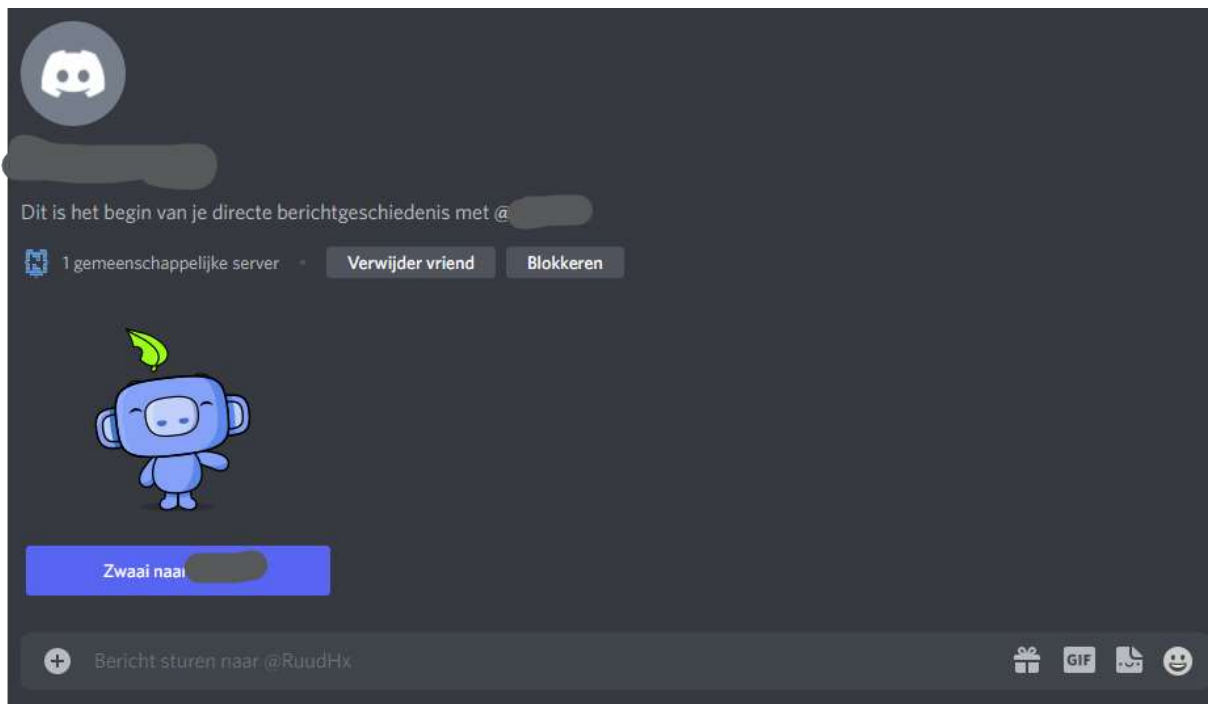 Dit is het begin van je directe berichtgeschiedenis met @
1 gemeenschappelijke server
Verwijder vriend
Blokkeren
Zwaai naar
GIF
Bericht sturen naar @RuudHx